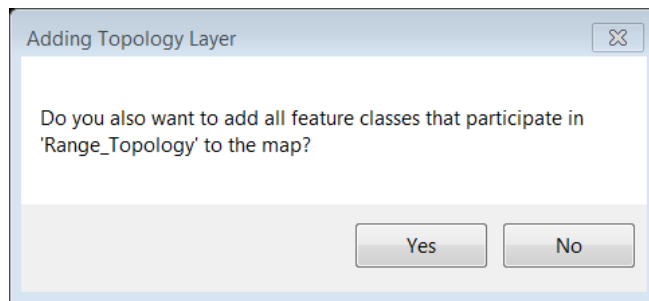 Adding Topology Layer
Do you also want to add all feature classes that participate in
'Range_Topology' to the map?
Yes No